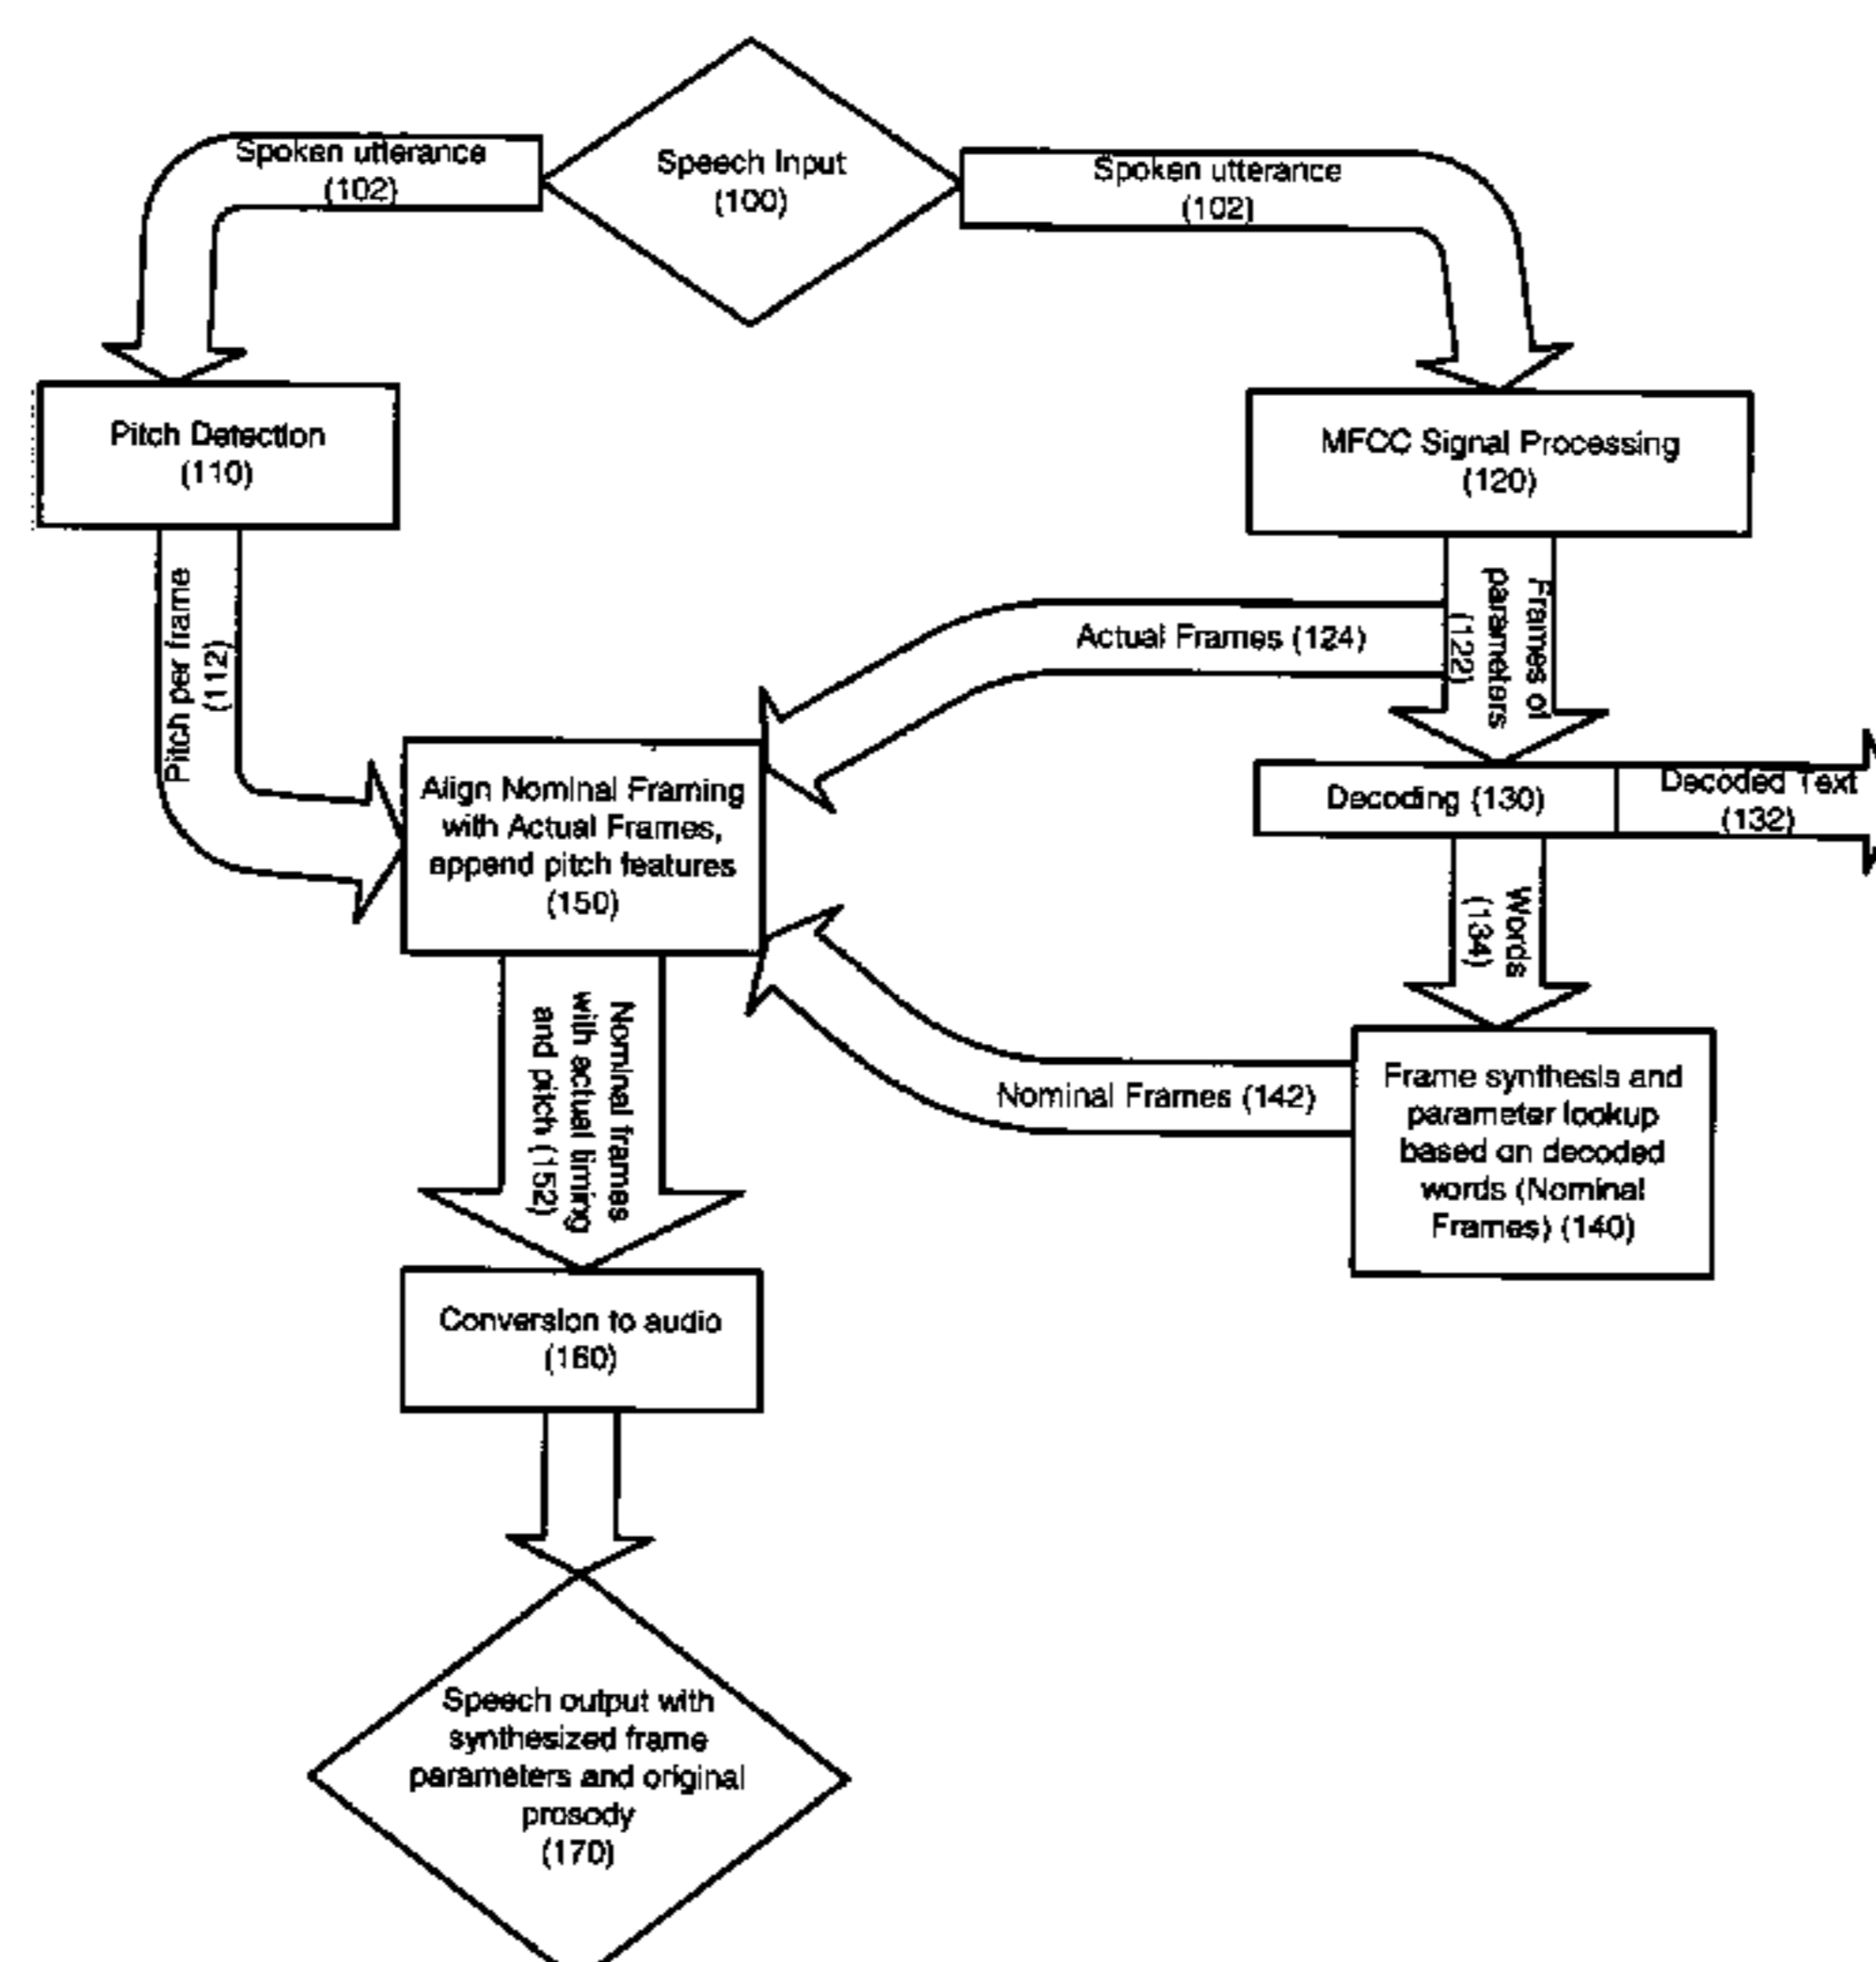 Speech Input
(100)
Spoken utterance
(102)
Spoken utterance
(102)
Pitch Detection
(110)
MFCC Signal Processing
(120)
Pitch per frame
(112)
Frames of
parameters
(122)
Actual Frames (124)
Decoding (130)
Decoded Text
(132)
Align Nominal Framing
with Actual Frames,
append pitch features
(150)
Words
(134)
Nominal Frames (142)
Frame synthesis and
parameter lookup
based on decoded
words (Nominal
Frames) (140)
Nominal frames
with actual timing
and pitch (152)
Conversion to audio
(160)
Speech output with
synthesized frame
parameters and original
prosody
(170)